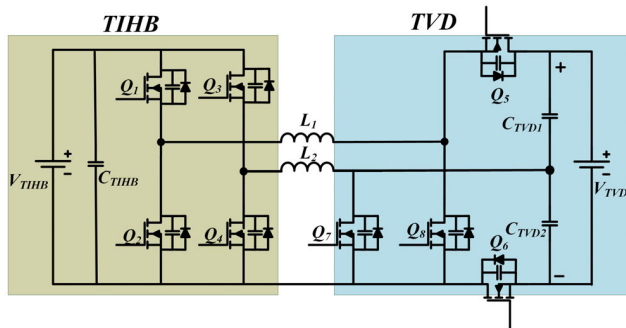 TIHB
TVD
Q1
Q3
Q5
L1
L2
CTVD1
VTIHB
CTIHB
VTVD
Q2
Q4
Q7
Q8
Q6
CTVD2